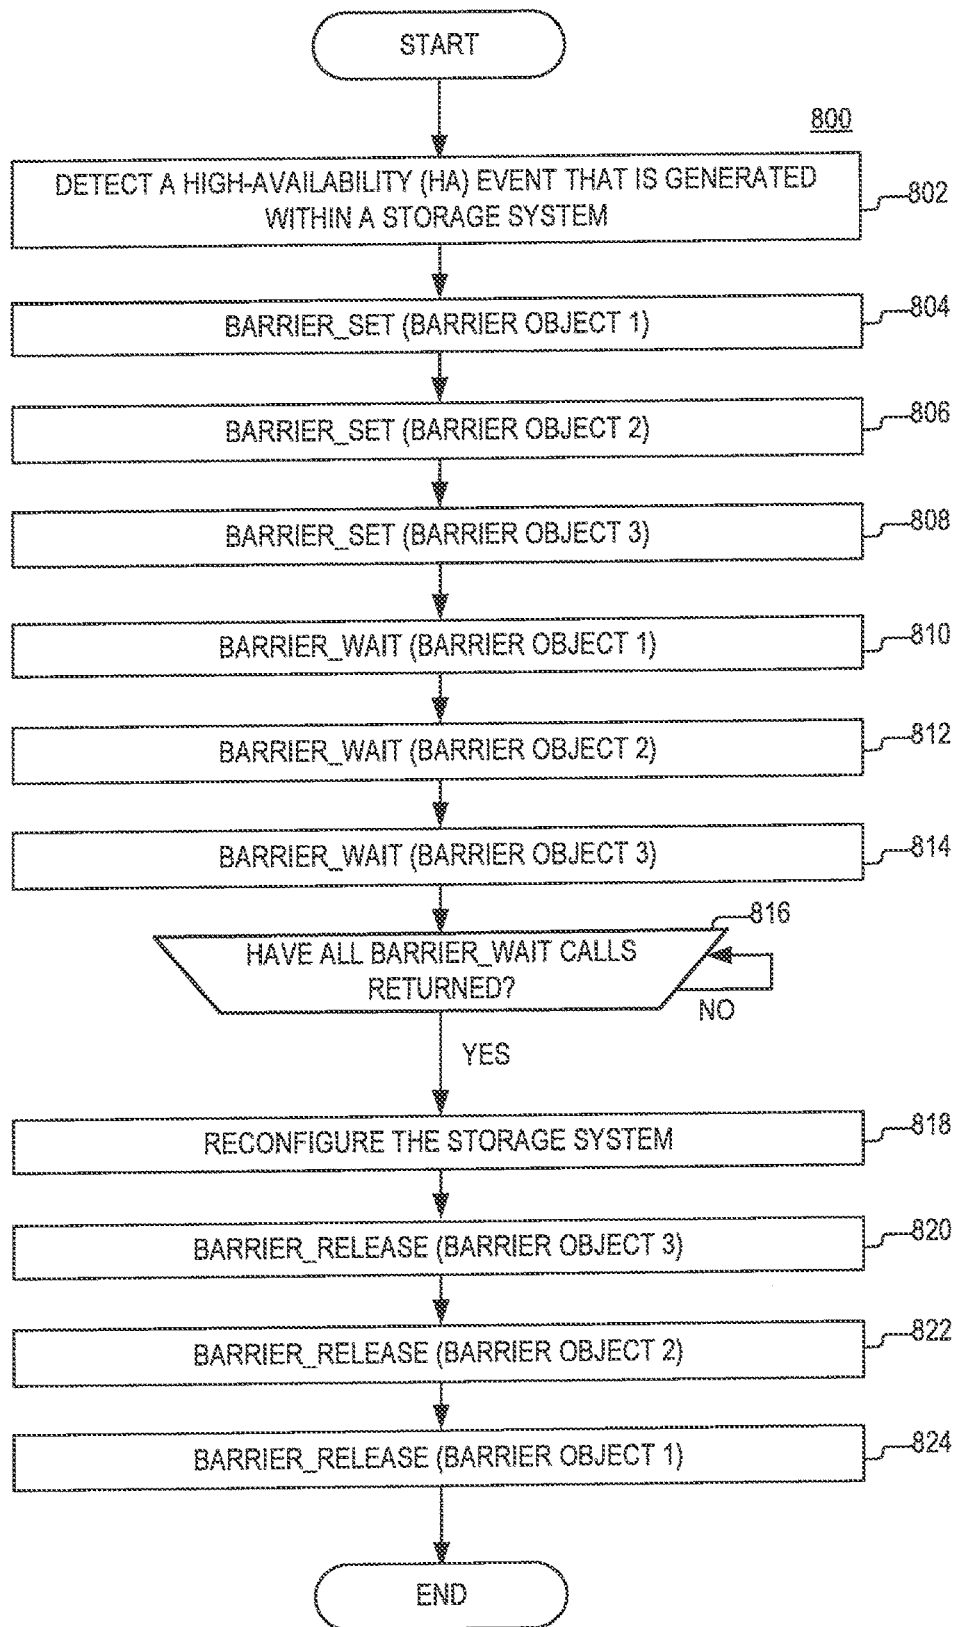 START
800
DETECT A HIGH-AVAILABILITY (HA) EVENT THAT IS GENERATED
WITHIN A STORAGE SYSTEM
802
BARRIER_SET (BARRIER OBJECT 1)
804
BARRIER_SET (BARRIER OBJECT 2)
806
BARRIER_SET (BARRIER OBJECT 3)
808
BARRIER_WAIT (BARRIER OBJECT 1)
810
BARRIER_WAIT (BARRIER OBJECT 2)
812
BARRIER_WAIT (BARRIER OBJECT 3)
814
816
HAVE ALL BARRIER_WAIT CALLS
RETURNED?
NO
YES
RECONFIGURE THE STORAGE SYSTEM
818
BARRIER_RELEASE (BARRIER OBJECT 3)
820
BARRIER_RELEASE (BARRIER OBJECT 2)
822
BARRIER_RELEASE (BARRIER OBJECT 1)
824
END